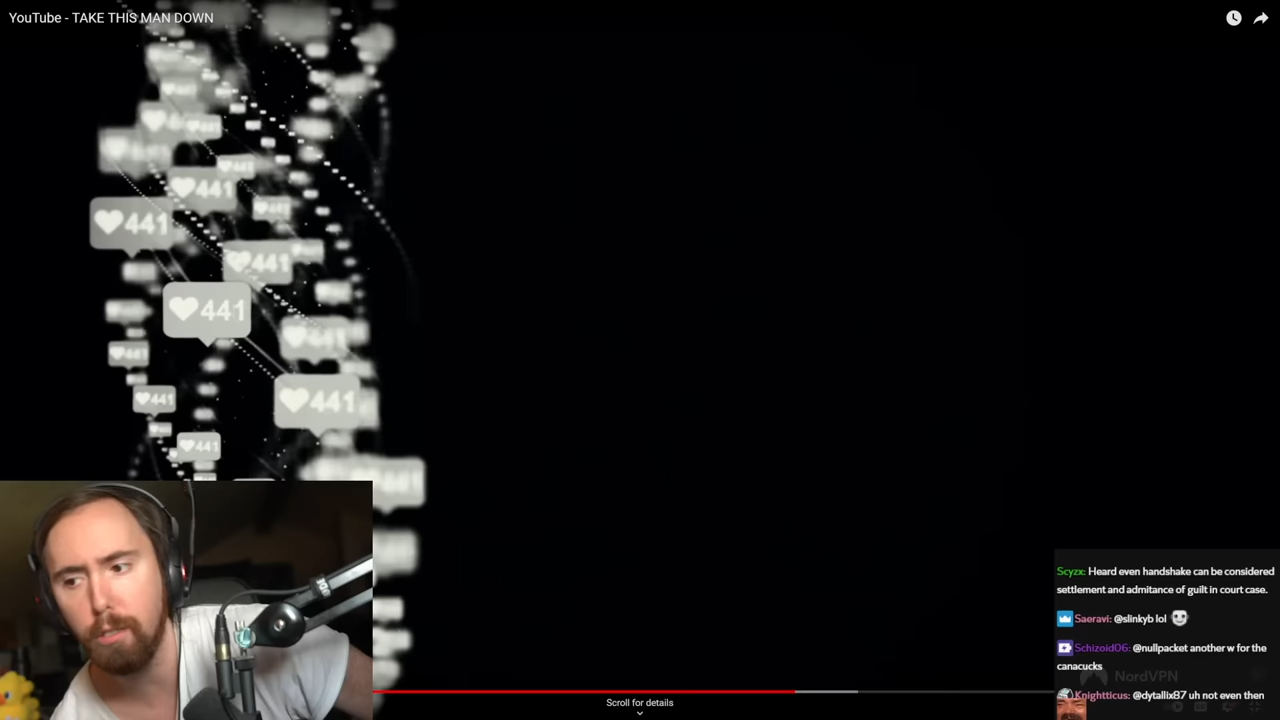 YouTube - TAKE THIS MAN DOWN
441
441
441
441
441
441
441
441
Scyzx: Heard even handshake can be considered
settlement and admitance of guilt in court case.
Saeravi: @slinkyb lol
Schizoid06: @nullpacket another w for the
canacucks
NordVPN
Knightticus: @dytallix87 uh not even then
Scroll for details